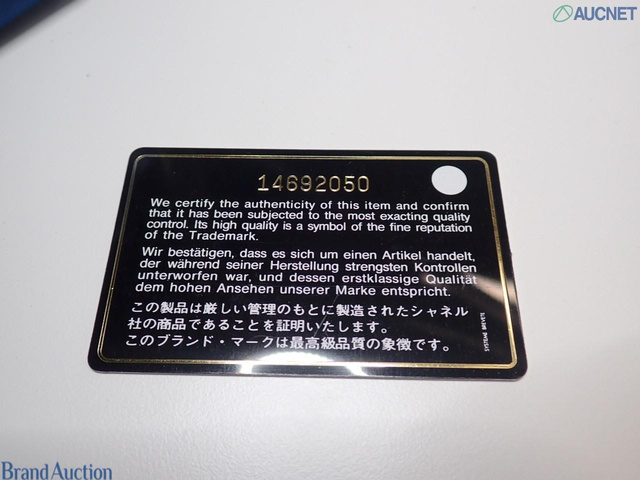 AUCNET
14692050
We certify the authenticity of this item and confirm
that it has been subjected to the most exacting quality
control. Its high quality is a symbol of the fine reputation
of the Trademark.
Wir bestätigen, dass es sich um einen Artikel handelt,
der während seiner Herstellung strengsten Kontrollen
unterworfen war, und dessen erstklassige Qualität
dem hohen Ansehen unserer Marke entspricht.
この製品は厳しい管理のもとに製造されたシャネル
社の商品であることを証明いたします。
このブランド・マークは最高級品質の象徴です。
SYSTEME BREVETE
Brand Auction